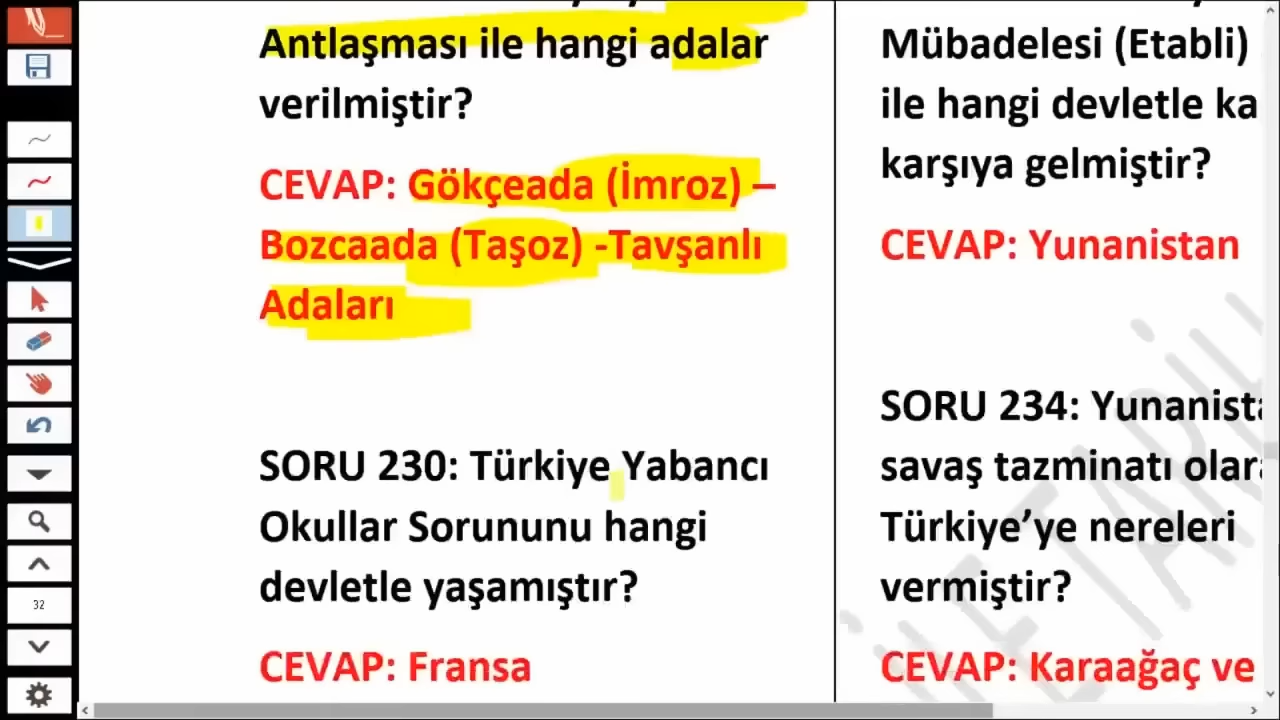 Antlaşması ile hangi adalar
verilmiştir?
CEVAP: Gökçeada (İmroz) –
Bozcaada (Taşoz) -Tavşanlı
Adaları
SORU 230: Türkiye Yabancı
Okullar Sorununu hangi
devletle yaşamıştır?
CEVAP: Fransa
Mübadelesi (Etabli)
ile hangi devletle ka
karşıya gelmiştir?
CEVAP: Yunanistan
SORU 234: Yunanista
savaş tazminatı olara
Türkiye’ye nereleri
vermiştir?
CEVAP: Karaağaç ve
32